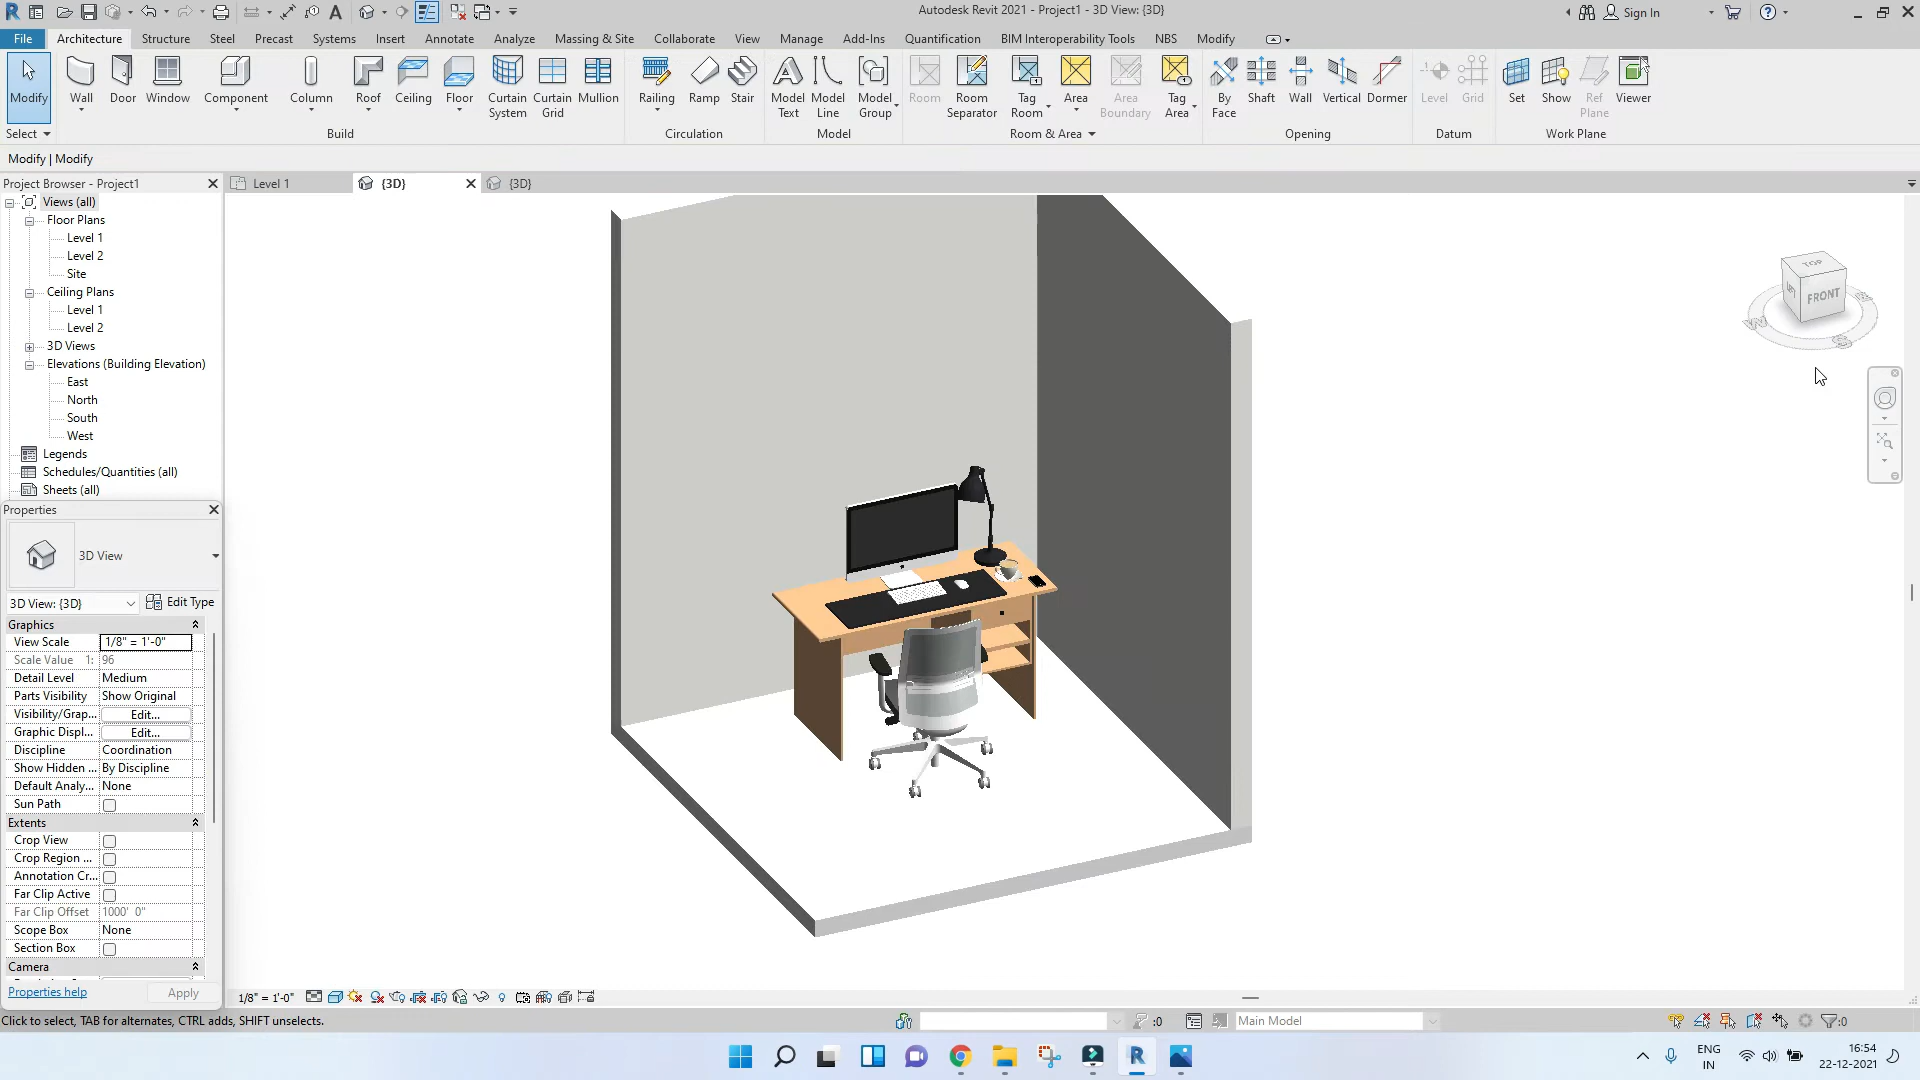 Autodesk Revit 2021 - Project1 - 3D View: {3D}
Sign In
File Architecture Structure Steel Precast Systems Insert Annotate Analyze Massing & Site Collaborate View Manage Add-Ins Quantification BIM Interoperability Tools NBS Modify
Modify Wall Door Window Component Column Roof Ceiling Floor Curtain System Curtain Grid Mullion Railing Ramp Stair Model Text Model Line Model Group Room Room Separator Tag Room Area Area Boundary Tag Area By Face Shaft Wall Vertical Dormer Level Grid Set Show Ref Plane Viewer
Select Build Circulation Model Room & Area Opening Datum Work Plane
Modify | Modify
Project Browser - Project1
Level 1 {3D} {3D}
Views (all)
Floor Plans
Level 1
Level 2
Site
Ceiling Plans
Level 1
Level 2
3D Views
Elevations (Building Elevation)
East
North
South
West
Legends
Schedules/Quantities (all)
Sheets (all)
TOP
LEFT FRONT
W S E
Properties
3D View
3D View: {3D} Edit Type
Graphics
View Scale 1/8" = 1'-0"
Scale Value 1: 96
Detail Level Medium
Parts Visibility Show Original
Visibility/Grap... Edit...
Graphic Displ... Edit...
Discipline Coordination
Show Hidden ... By Discipline
Default Analy... None
Sun Path
Extents
Crop View
Crop Region ...
Annotation Cr...
Far Clip Active
Far Clip Offset 1000' 0"
Scope Box None
Section Box
Camera
Properties help Apply
1/8" = 1'-0"
Click to select, TAB for alternates, CTRL adds, SHIFT unselects.
:0 Main Model :0
ENG
IN
16:54
22-12-2021